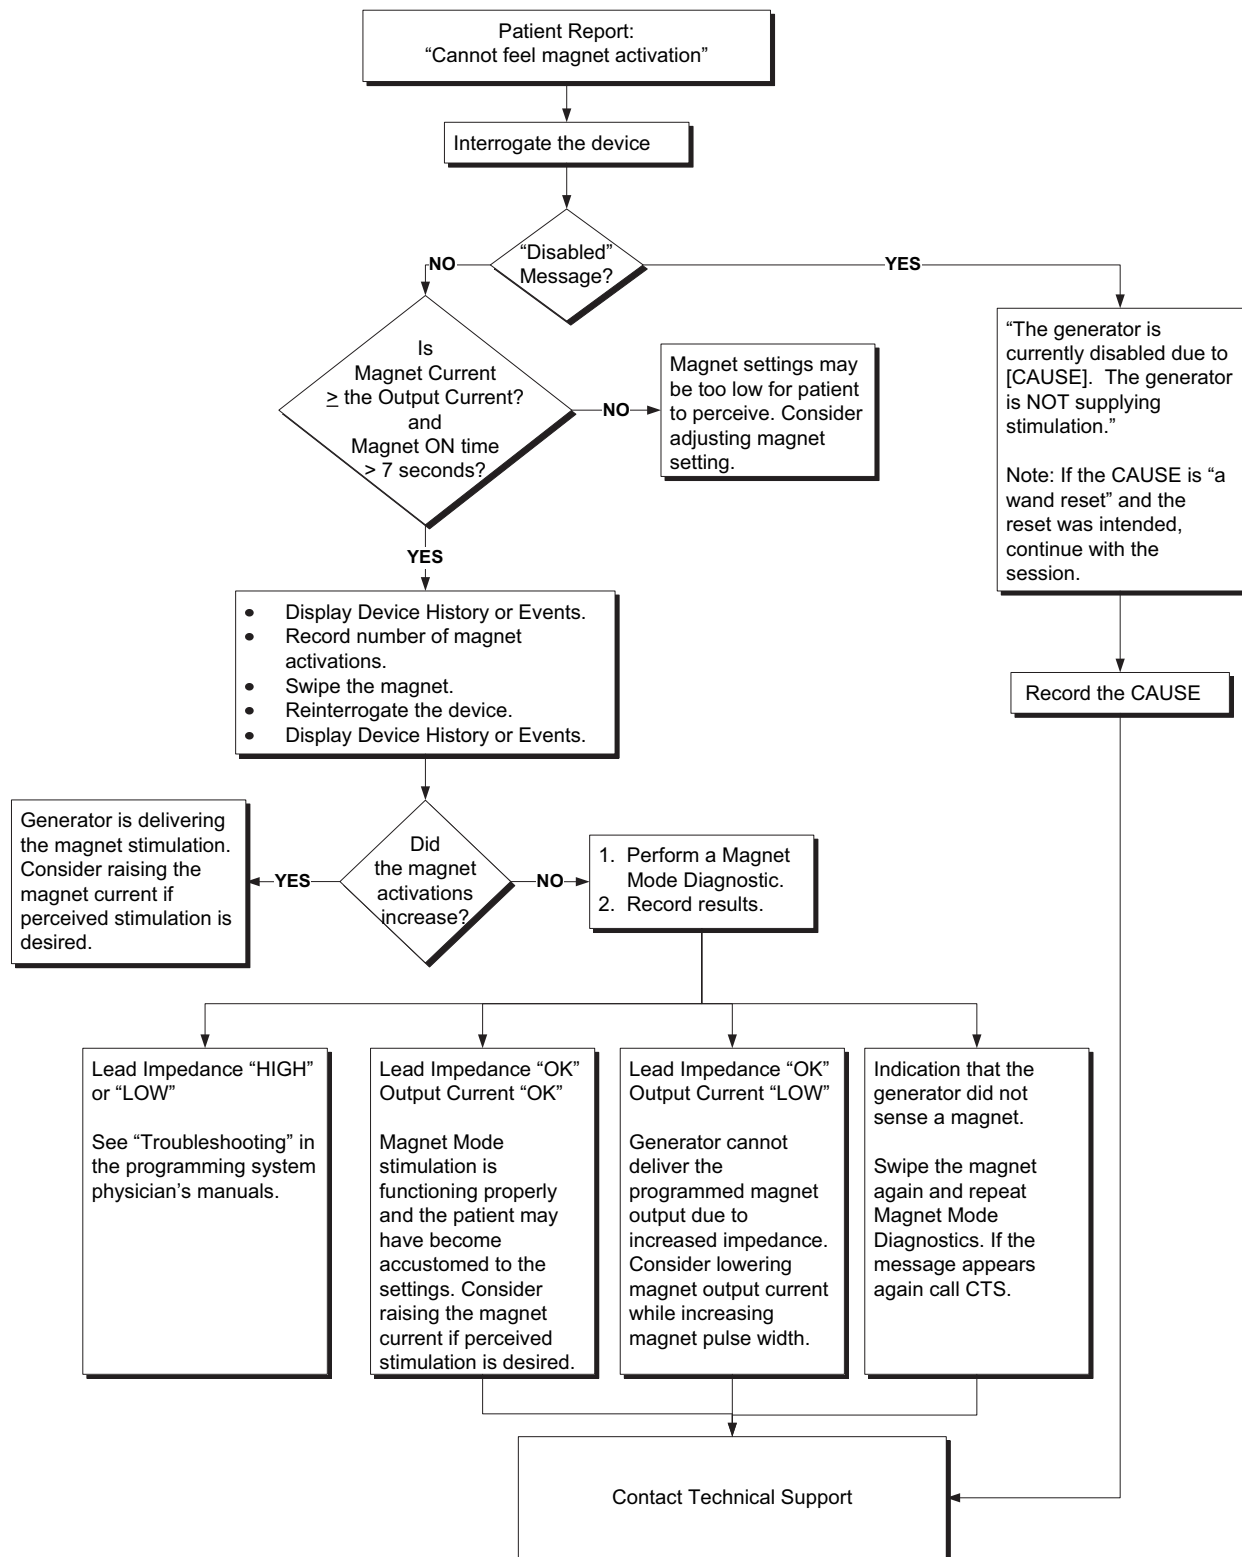 Patient Report:
“Cannot feel magnet activation”
Interrogate the device
“Disabled”
Message?
NO
YES
Is
Magnet Current
≥ the Output Current?
and
Magnet ON time
> 7 seconds?
NO
Magnet settings may
be too low for patient
to perceive. Consider
adjusting magnet
setting.
“The generator is
currently disabled due to
[CAUSE].  The generator
is NOT supplying
stimulation.”
Note: If the CAUSE is “a
wand reset” and the
reset was intended,
continue with the
session.
YES
• Display Device History or Events.
• Record number of magnet
activations.
• Swipe the magnet.
• Reinterrogate the device.
• Display Device History or Events.
Record the CAUSE
Generator is delivering
the magnet stimulation.
Consider raising the
magnet current if
perceived stimulation is
desired.
YES
Did
the magnet
activations
increase?
NO
1. Perform a Magnet
Mode Diagnostic.
2. Record results.
Lead Impedance “HIGH”
or “LOW”
See “Troubleshooting” in
the programming system
physician’s manuals.
Lead Impedance “OK”
Output Current “OK”
Magnet Mode
stimulation is
functioning properly
and the patient may
have become
accustomed to the
settings. Consider
raising the magnet
current if perceived
stimulation is desired.
Lead Impedance “OK”
Output Current “LOW”
Generator cannot
deliver the
programmed magnet
output due to
increased impedance.
Consider lowering
magnet output current
while increasing
magnet pulse width.
Indication that the
generator did not
sense a magnet.
Swipe the magnet
again and repeat
Magnet Mode
Diagnostics. If the
message appears
again call CTS.
Contact Technical Support